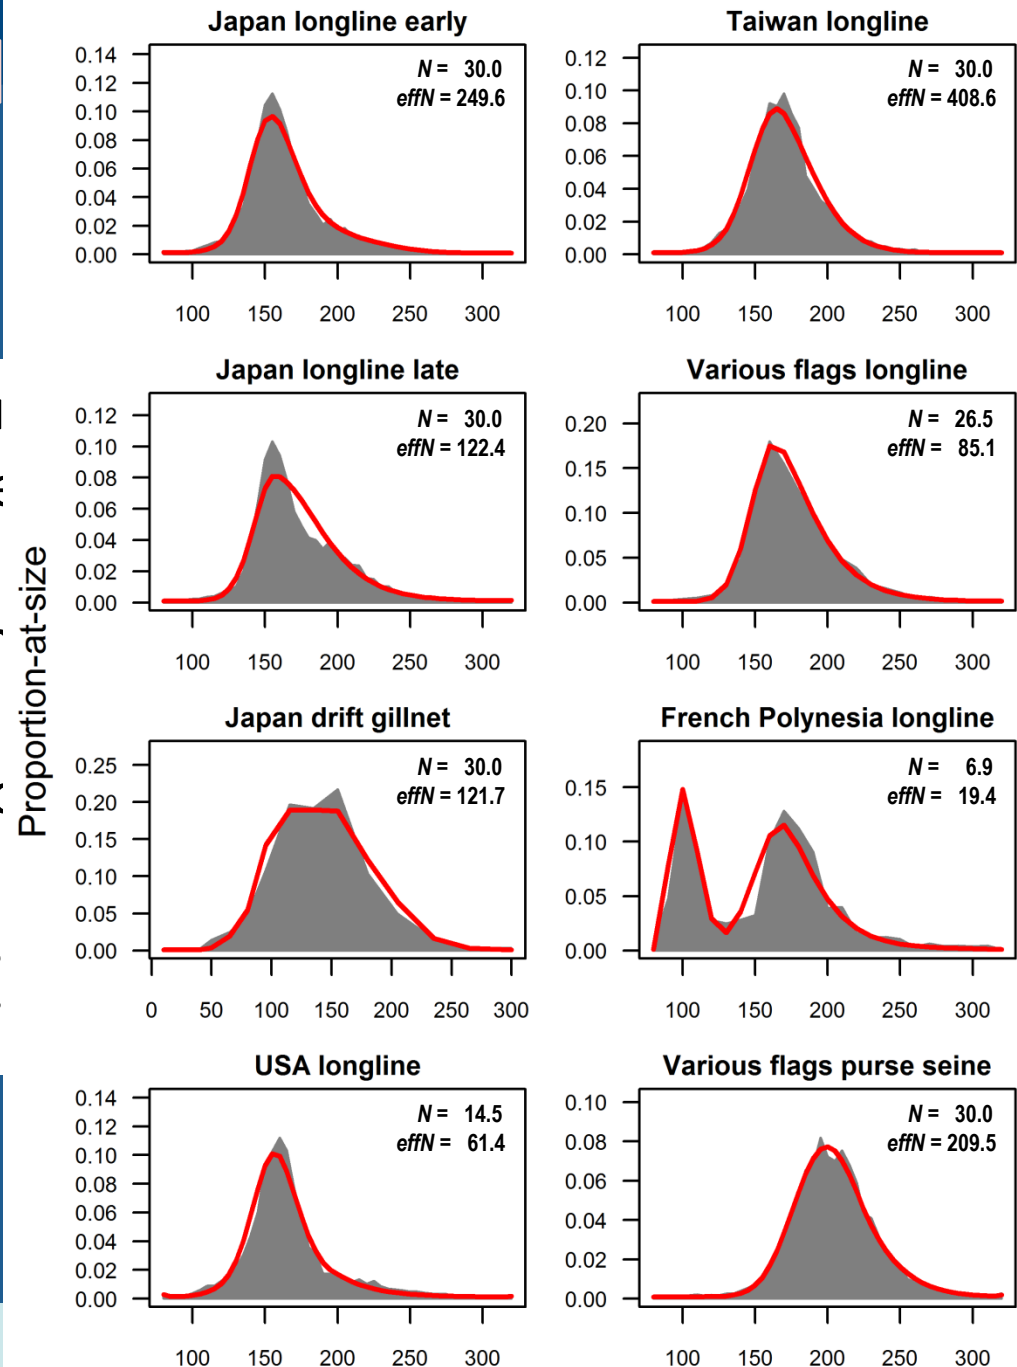 Proportion-at-size
Japan longline early
0.14
0.12
0.10
0.08
0.06
0.04
0.02
0.00
N = 30.0
effN = 249.6
100 150 200 250 300
Taiwan longline
0.12
0.10
0.08
0.06
0.04
0.02
0.00
N = 30.0
effN = 408.6
100 150 200 250 300
Japan longline late
0.12
0.10
0.08
0.06
0.04
0.02
0.00
N = 30.0
effN = 122.4
100 150 200 250 300
Various flags longline
0.20
0.15
0.10
0.05
0.00
N = 26.5
effN = 85.1
100 150 200 250 300
Japan drift gillnet
0.25
0.20
0.15
0.10
0.05
0.00
N = 30.0
effN = 121.7
0 50 100 150 200 250 300
French Polynesia longline
0.15
0.10
0.05
0.00
N = 6.9
effN = 19.4
100 150 200 250 300
USA longline
0.14
0.12
0.10
0.08
0.06
0.04
0.02
0.00
N = 14.5
effN = 61.4
100 150 200 250 300
Various flags purse seine
0.10
0.08
0.06
0.04
0.02
0.00
N = 30.0
effN = 209.5
100 150 200 250 300